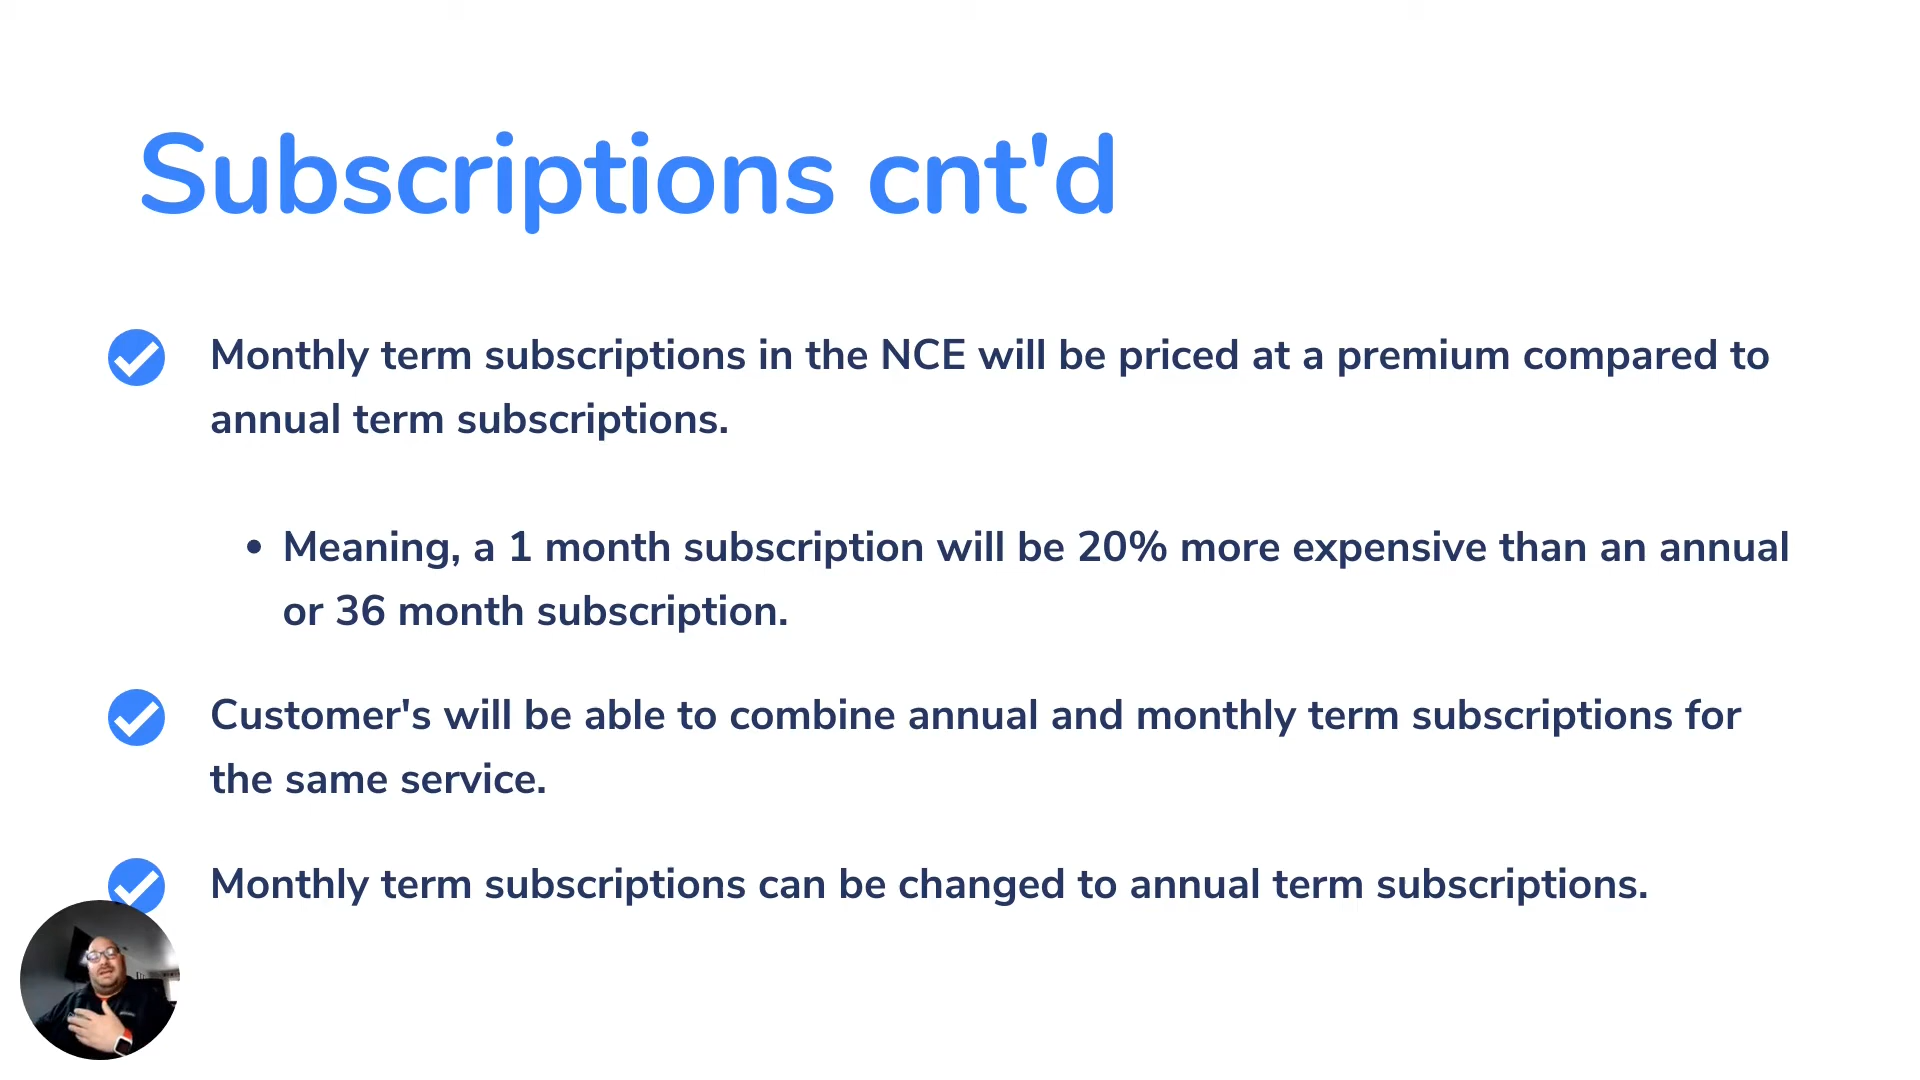 Subscriptions cnt'd
Monthly term subscriptions in the NCE will be priced at a premium compared to
annual term subscriptions.
• Meaning, a 1 month subscription will be 20% more expensive than an annual
or 36 month subscription.
Customer's will be able to combine annual and monthly term subscriptions for
the same service.
Monthly term subscriptions can be changed to annual term subscriptions.